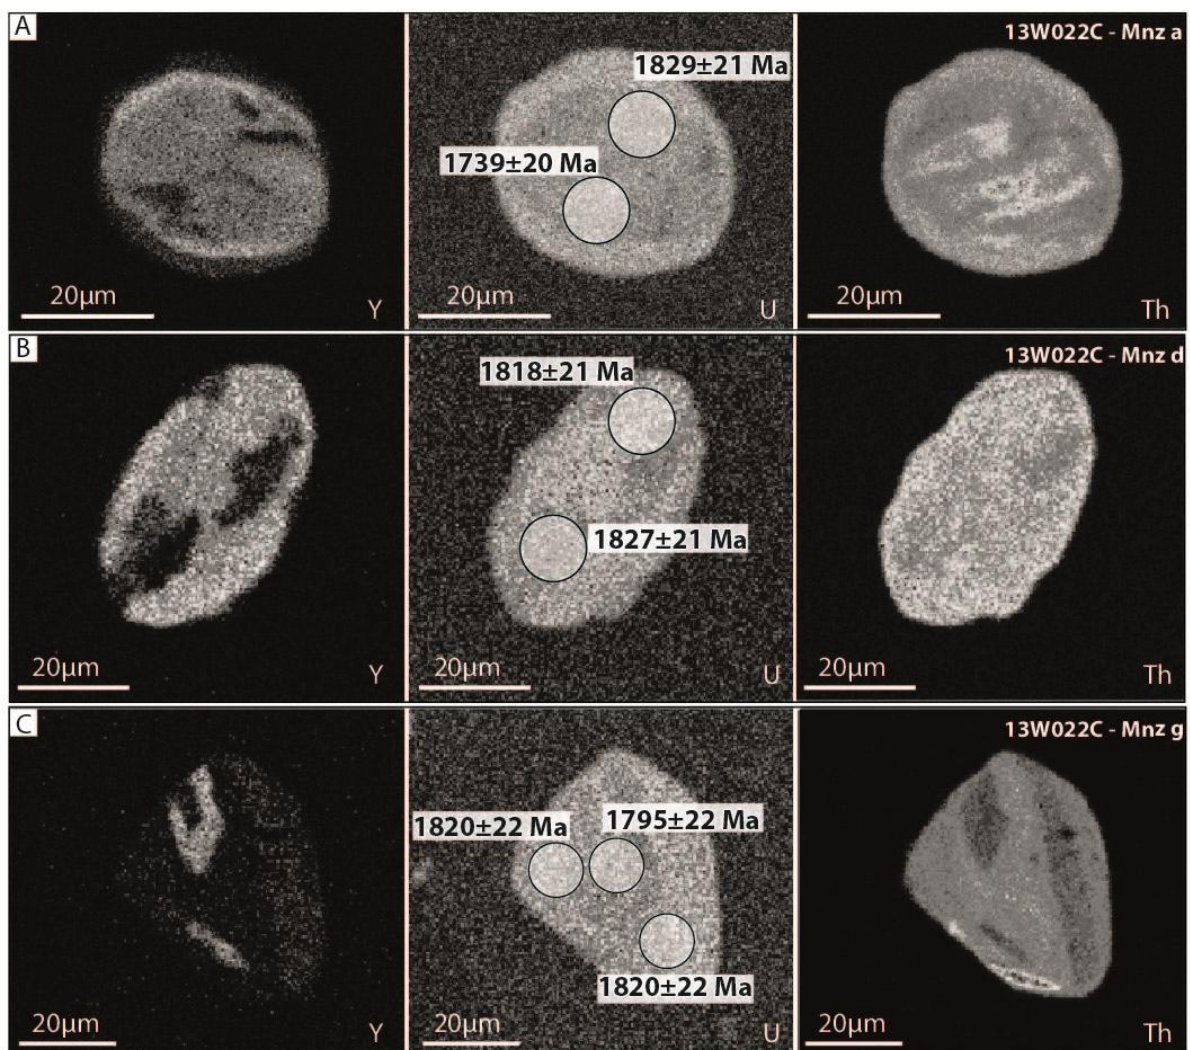 A
13W022C - Mnz a
1829±21 Ma
1739±20 Ma
20µm
Y
20µm
U
20µm
Th
B
13W022C - Mnz d
1818±21 Ma
1827±21 Ma
20µm
Y
20µm
U
20µm
Th
C
13W022C - Mnz g
1820±22 Ma
1795±22 Ma
1820±22 Ma
20µm
Y
20µm
U
20µm
Th